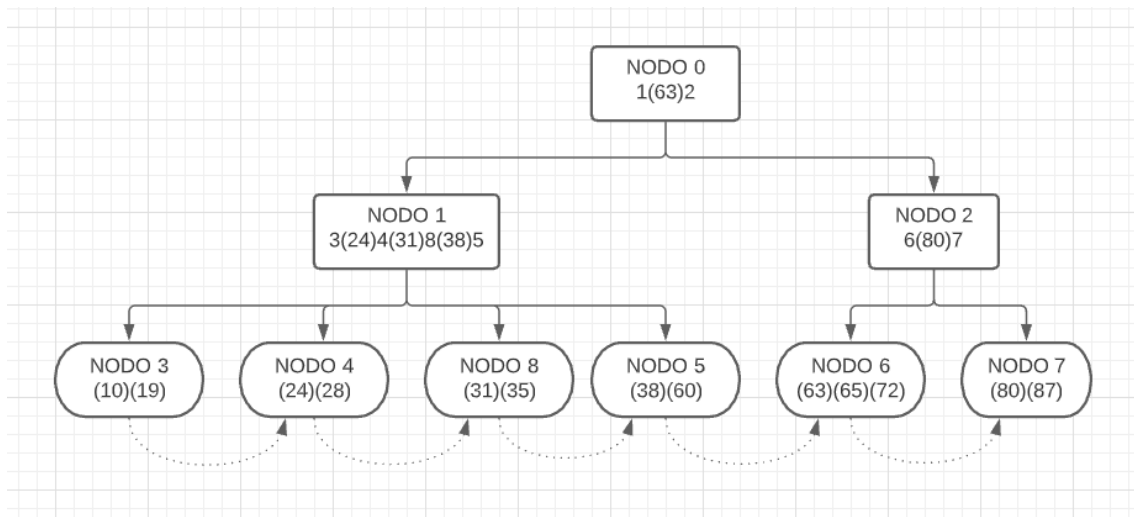 NODO 0
1(63)2
NODO 1
3(24)4(31)8(38)5
NODO 2
6(80)7
NODO 3
(10)(19)
NODO 4
(24)(28)
NODO 8
(31)(35)
NODO 5
(38)(60)
NODO 6
(63)(65)(72)
NODO 7
(80)(87)